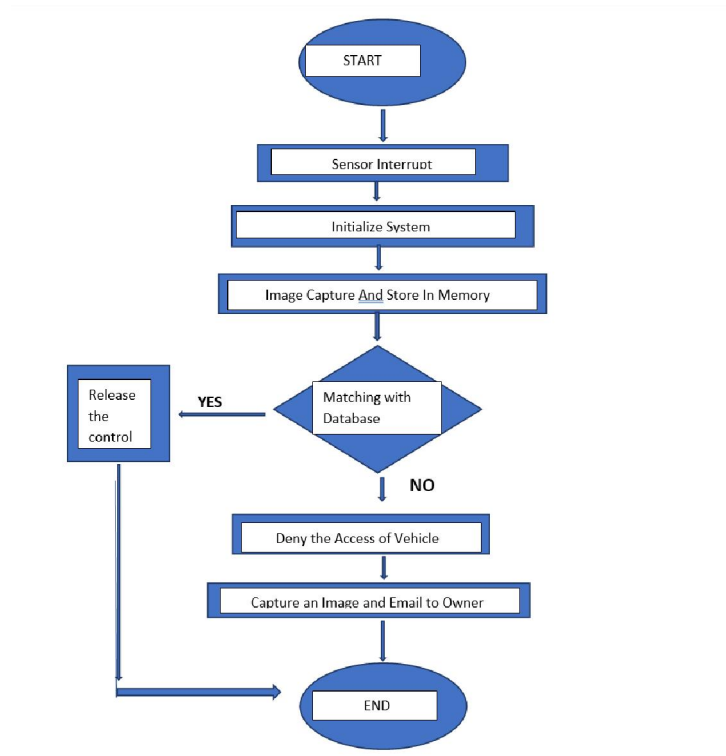 START
Sensor Interrupt
Initialize System
Image Capture And Store In Memory
Matching with
Database
YES
Release
the
control
NO
Deny the Access of Vehicle
Capture an Image and Email to Owner
END